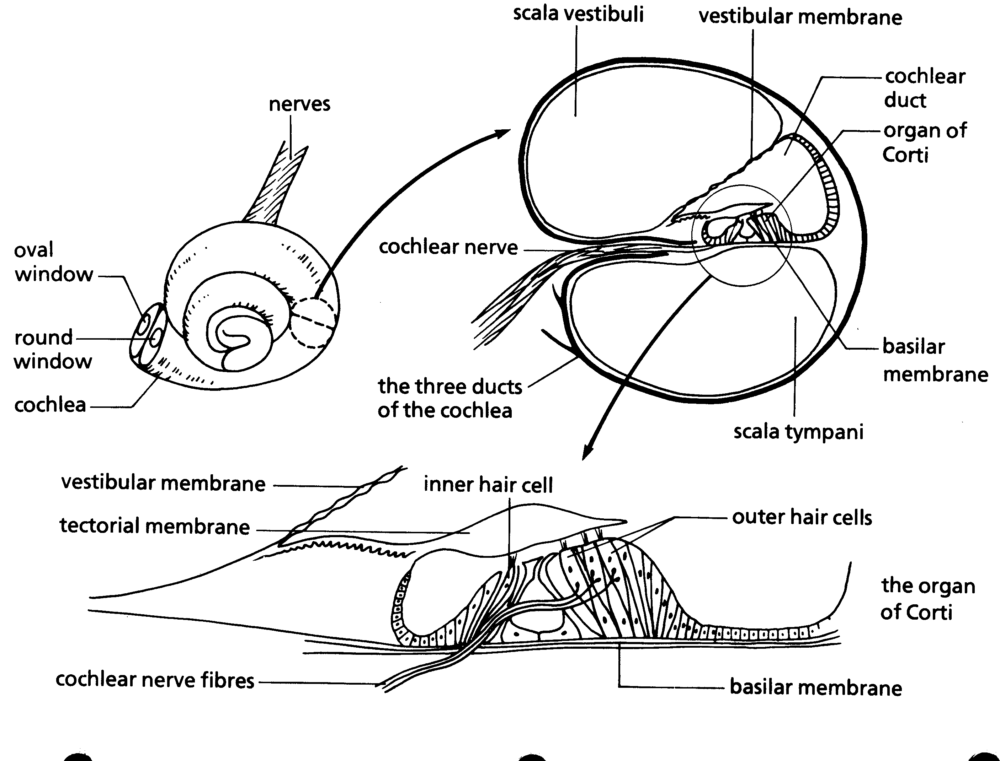 scala vestibuli
vestibular membrane
cochlear
duct
organ of
Corti
nerves
oval
window
round
window
cochlea
cochlear nerve
the three ducts
of the cochlea
basilar
membrane
scala tympani
vestibular membrane
inner hair cell
tectorial membrane
outer hair cells
the organ
of Corti
cochlear nerve fibres
basilar membrane